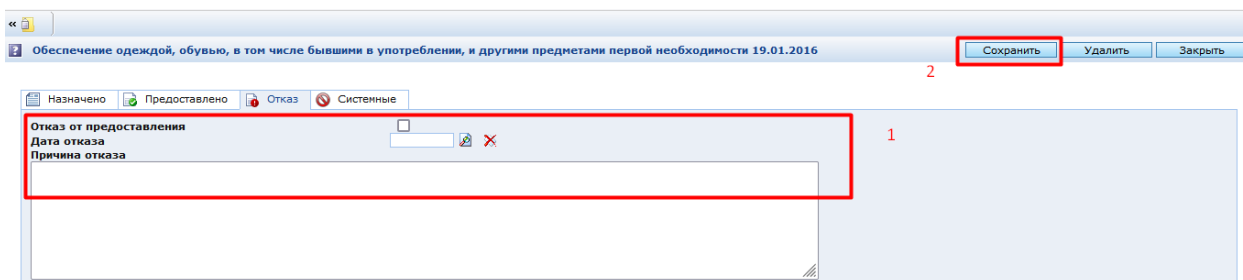 «
? Обеспечение одеждой, обувью, в том числе бывшими в употреблении, и другими предметами первой необходимости 19.01.2016 Сохранить Удалить Закрыть
2
Назначено Предоставлено Отказ Системные
Отказ от предоставления
1
Дата отказа
Причина отказа